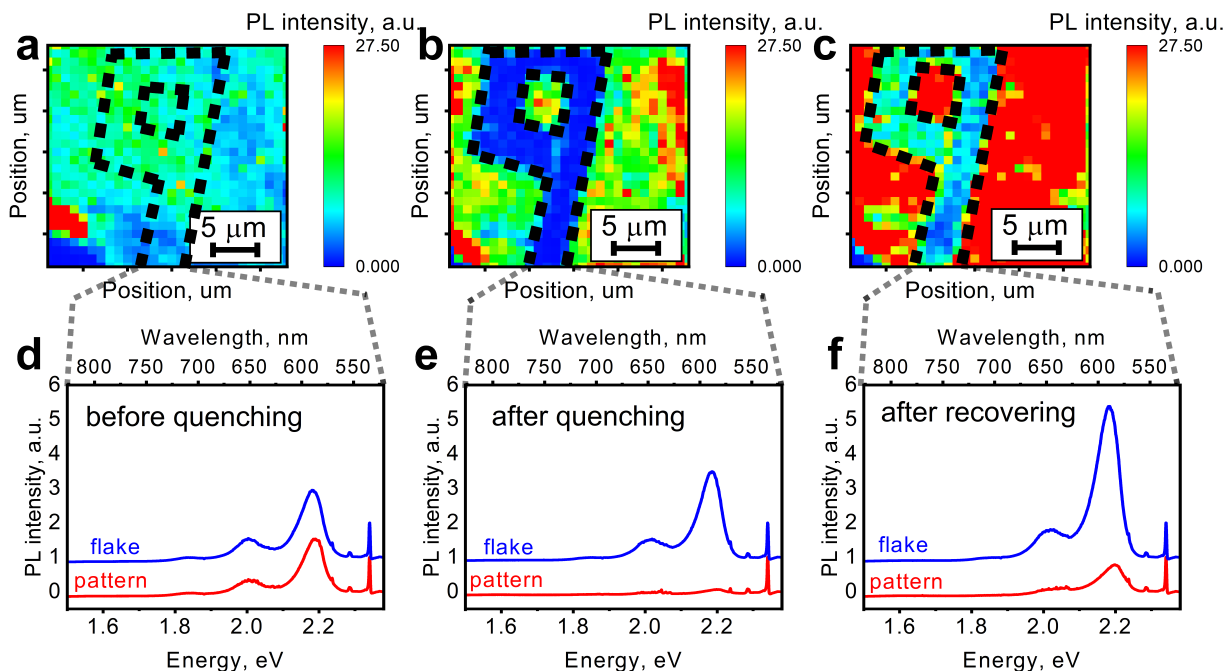 PL intensity, a.u.
PL intensity, a.u.
PL intensity, a.u.
a
27.50
b
27.50
c
27.50
Position, um
Position, um
Position, um
5 μm
5 μm
5 μm
0.000
0.000
0.000
Position, um
Position, um
Position, um
Wavelength, nm
Wavelength, nm
Wavelength, nm
d
e
f
800 750 700 650 600 550
800 750 700 650 600 550
800 750 700 650 600 550
6
5
4
3
2
1
0
PL intensity, a.u.
before quenching
flake
pattern
1.6 2.0 2.2
Energy, eV
6
5
4
3
2
1
0
PL intensity, a.u.
after quenching
flake
pattern
1.6 2.0 2.2
Energy, eV
6
5
4
3
2
1
0
PL intensity, a.u.
after recovering
flake
pattern
1.6 2.0 2.2
Energy, eV